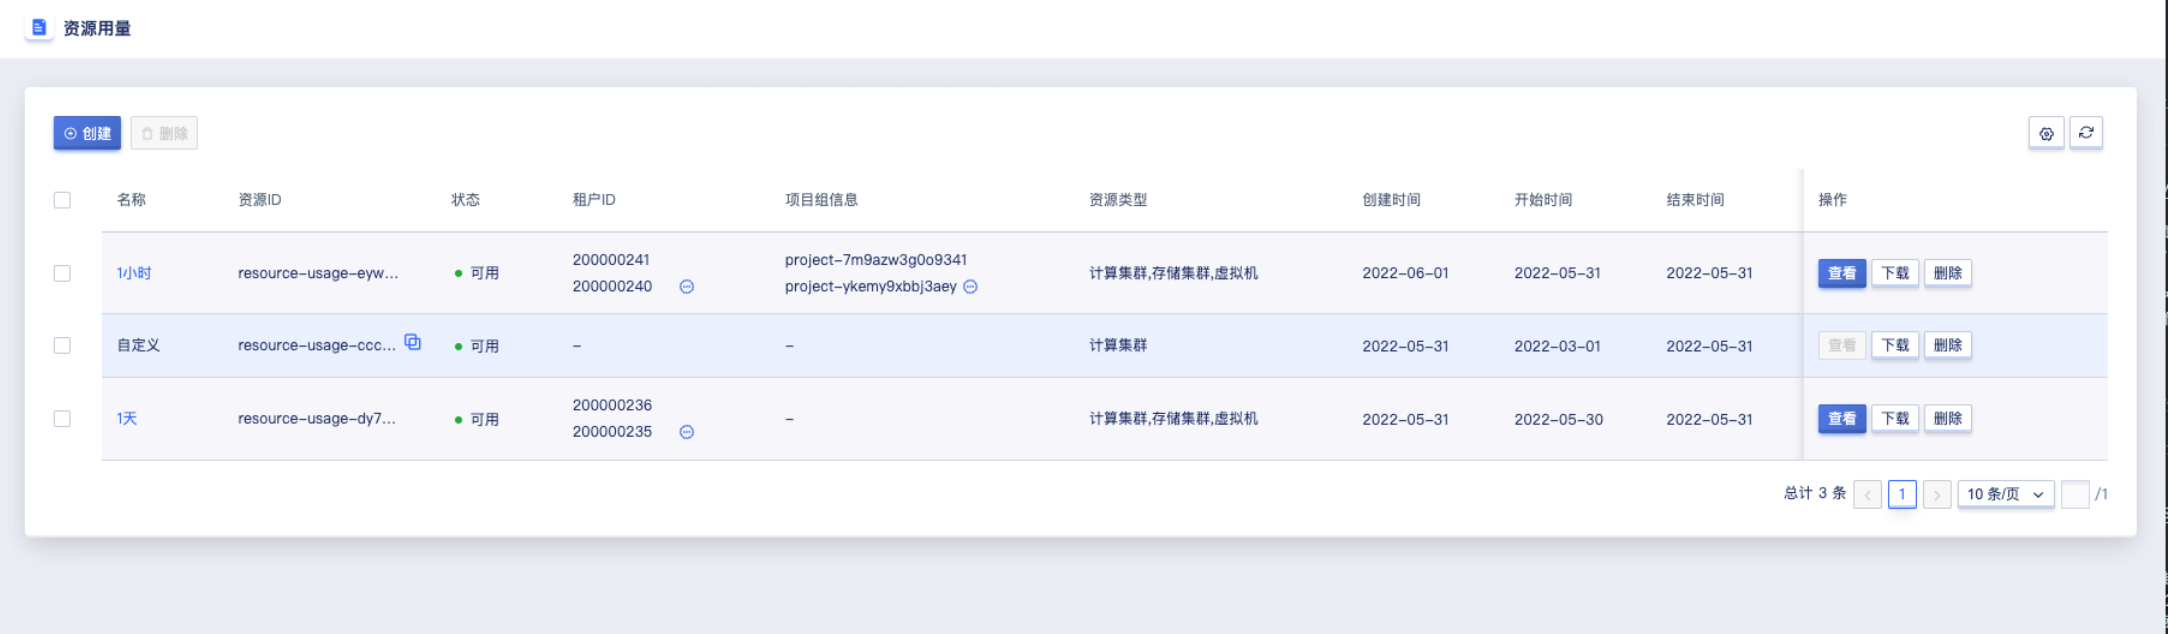 资源用量
创建 删除
名称 资源ID 状态 租户ID 项目组信息 资源类型 创建时间 开始时间 结束时间 操作
1小时 resource-usage-eyw... 可用 200000241 200000240 project-7m9azw3g0o9341 project-ykemy9xbbj3aey 计算集群,存储集群,虚拟机 2022-06-01 2022-05-31 2022-05-31 查看 下载 删除
自定义 resource-usage-ccc... 可用 - - 计算集群 2022-05-31 2022-03-01 2022-05-31 查看 下载 删除
1天 resource-usage-dy7... 可用 200000236 200000235 - 计算集群,存储集群,虚拟机 2022-05-31 2022-05-30 2022-05-31 查看 下载 删除
总计 3 条 < 1 > 10 条/页 /1